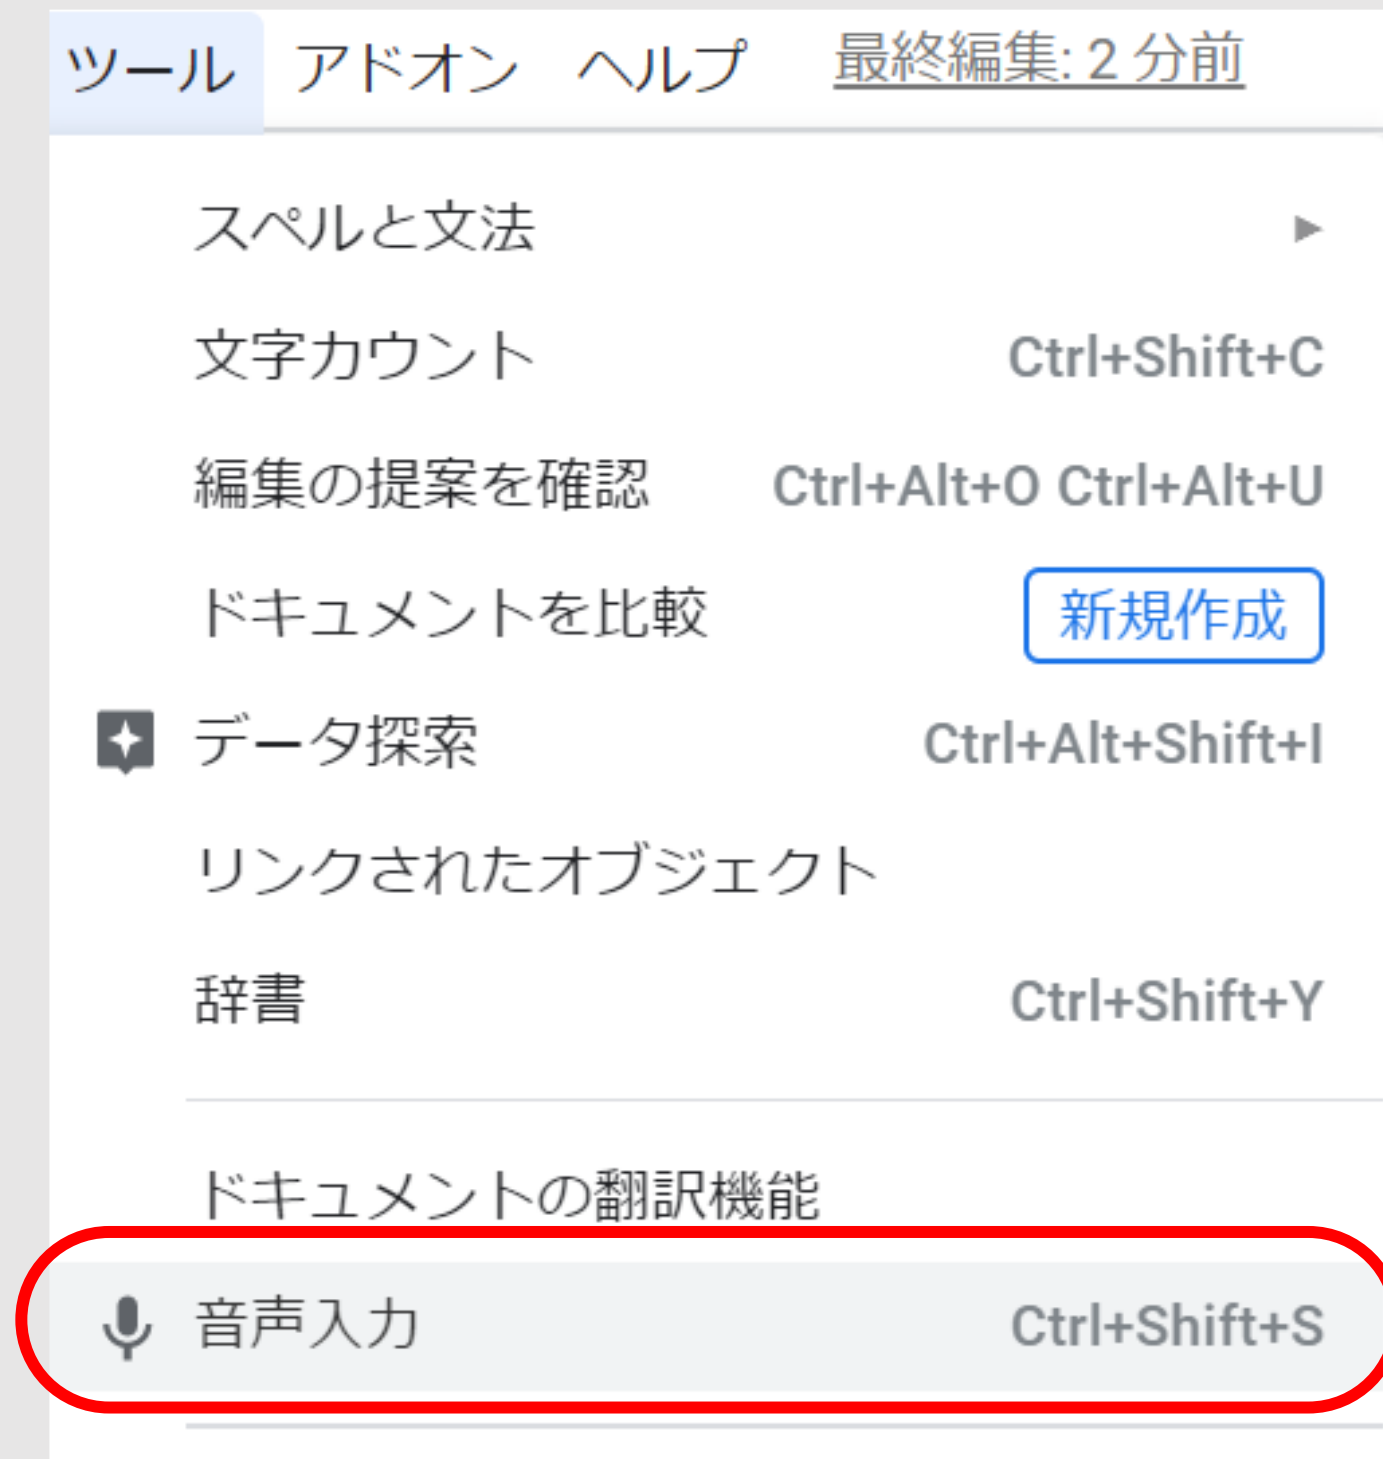 ツール アドオン ヘルプ 最終編集: 2 分前
スペルと文法 ►
文字カウント Ctrl+Shift+C
編集の提案を確認 Ctrl+Alt+O Ctrl+Alt+U
ドキュメントを比較 新規作成
データ探索 Ctrl+Alt+Shift+I
リンクされたオブジェクト
辞書 Ctrl+Shift+Y
ドキュメントの翻訳機能
音声入力 Ctrl+Shift+S